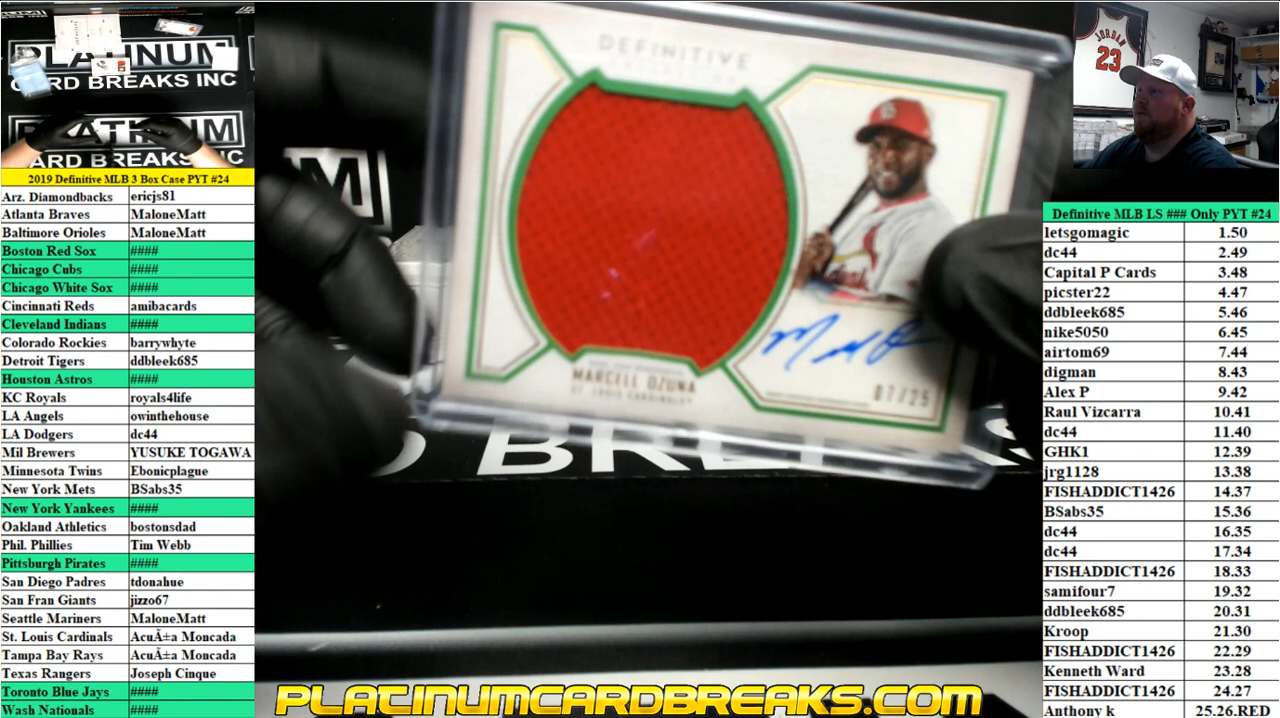 PLATINUM
CARD BREAKS INC
PLATINUM
CARD BREAKS INC
2019 Definitive MLB 3 Box Case PYT #24
Arz. Diamondbacks ericjs81
Atlanta Braves MaloneMatt
Baltimore Orioles MaloneMatt
Boston Red Sox ####
Chicago Cubs ####
Chicago White Sox ####
Cincinnati Reds amibacards
Cleveland Indians ####
Colorado Rockies barrywhyte
Detroit Tigers ddbleek685
Houston Astros ####
KC Royals royals4life
LA Angels owinthehouse
LA Dodgers dc44
Mil Brewers YUSUKE TOGAWA
Minnesota Twins Ebonicplague
New York Mets BSabs35
New York Yankees ####
Oakland Athletics bostonsdad
Phil. Phillies Tim Webb
Pittsburgh Pirates ####
San Diego Padres tdonahue
San Fran Giants jizzo67
Seattle Mariners MaloneMatt
St. Louis Cardinals AcuÃ±a Moncada
Tampa Bay Rays AcuÃ±a Moncada
Texas Rangers Joseph Cinque
Toronto Blue Jays ####
Wash Nationals ####
DEFINITIVE
MARCELL OZUNA
ST. LOUIS CARDINALS
07/25
BRE
PLATINUMCARDBREAKS.COM
JORDAN
23
Definitive MLB LS ### Only PYT #24
letsgomagic 1.50
dc44 2.49
Capital P Cards 3.48
picster22 4.47
ddbleek685 5.46
nike5050 6.45
airtom69 7.44
digman 8.43
Alex P 9.42
Raul Vizcarra 10.41
dc44 11.40
GHK1 12.39
jrg1128 13.38
FISHADDICT1426 14.37
BSabs35 15.36
dc44 16.35
dc44 17.34
FISHADDICT1426 18.33
samifour7 19.32
ddbleek685 20.31
Kroop 21.30
FISHADDICT1426 22.29
Kenneth Ward 23.28
FISHADDICT1426 24.27
Anthony k 25.26.RED